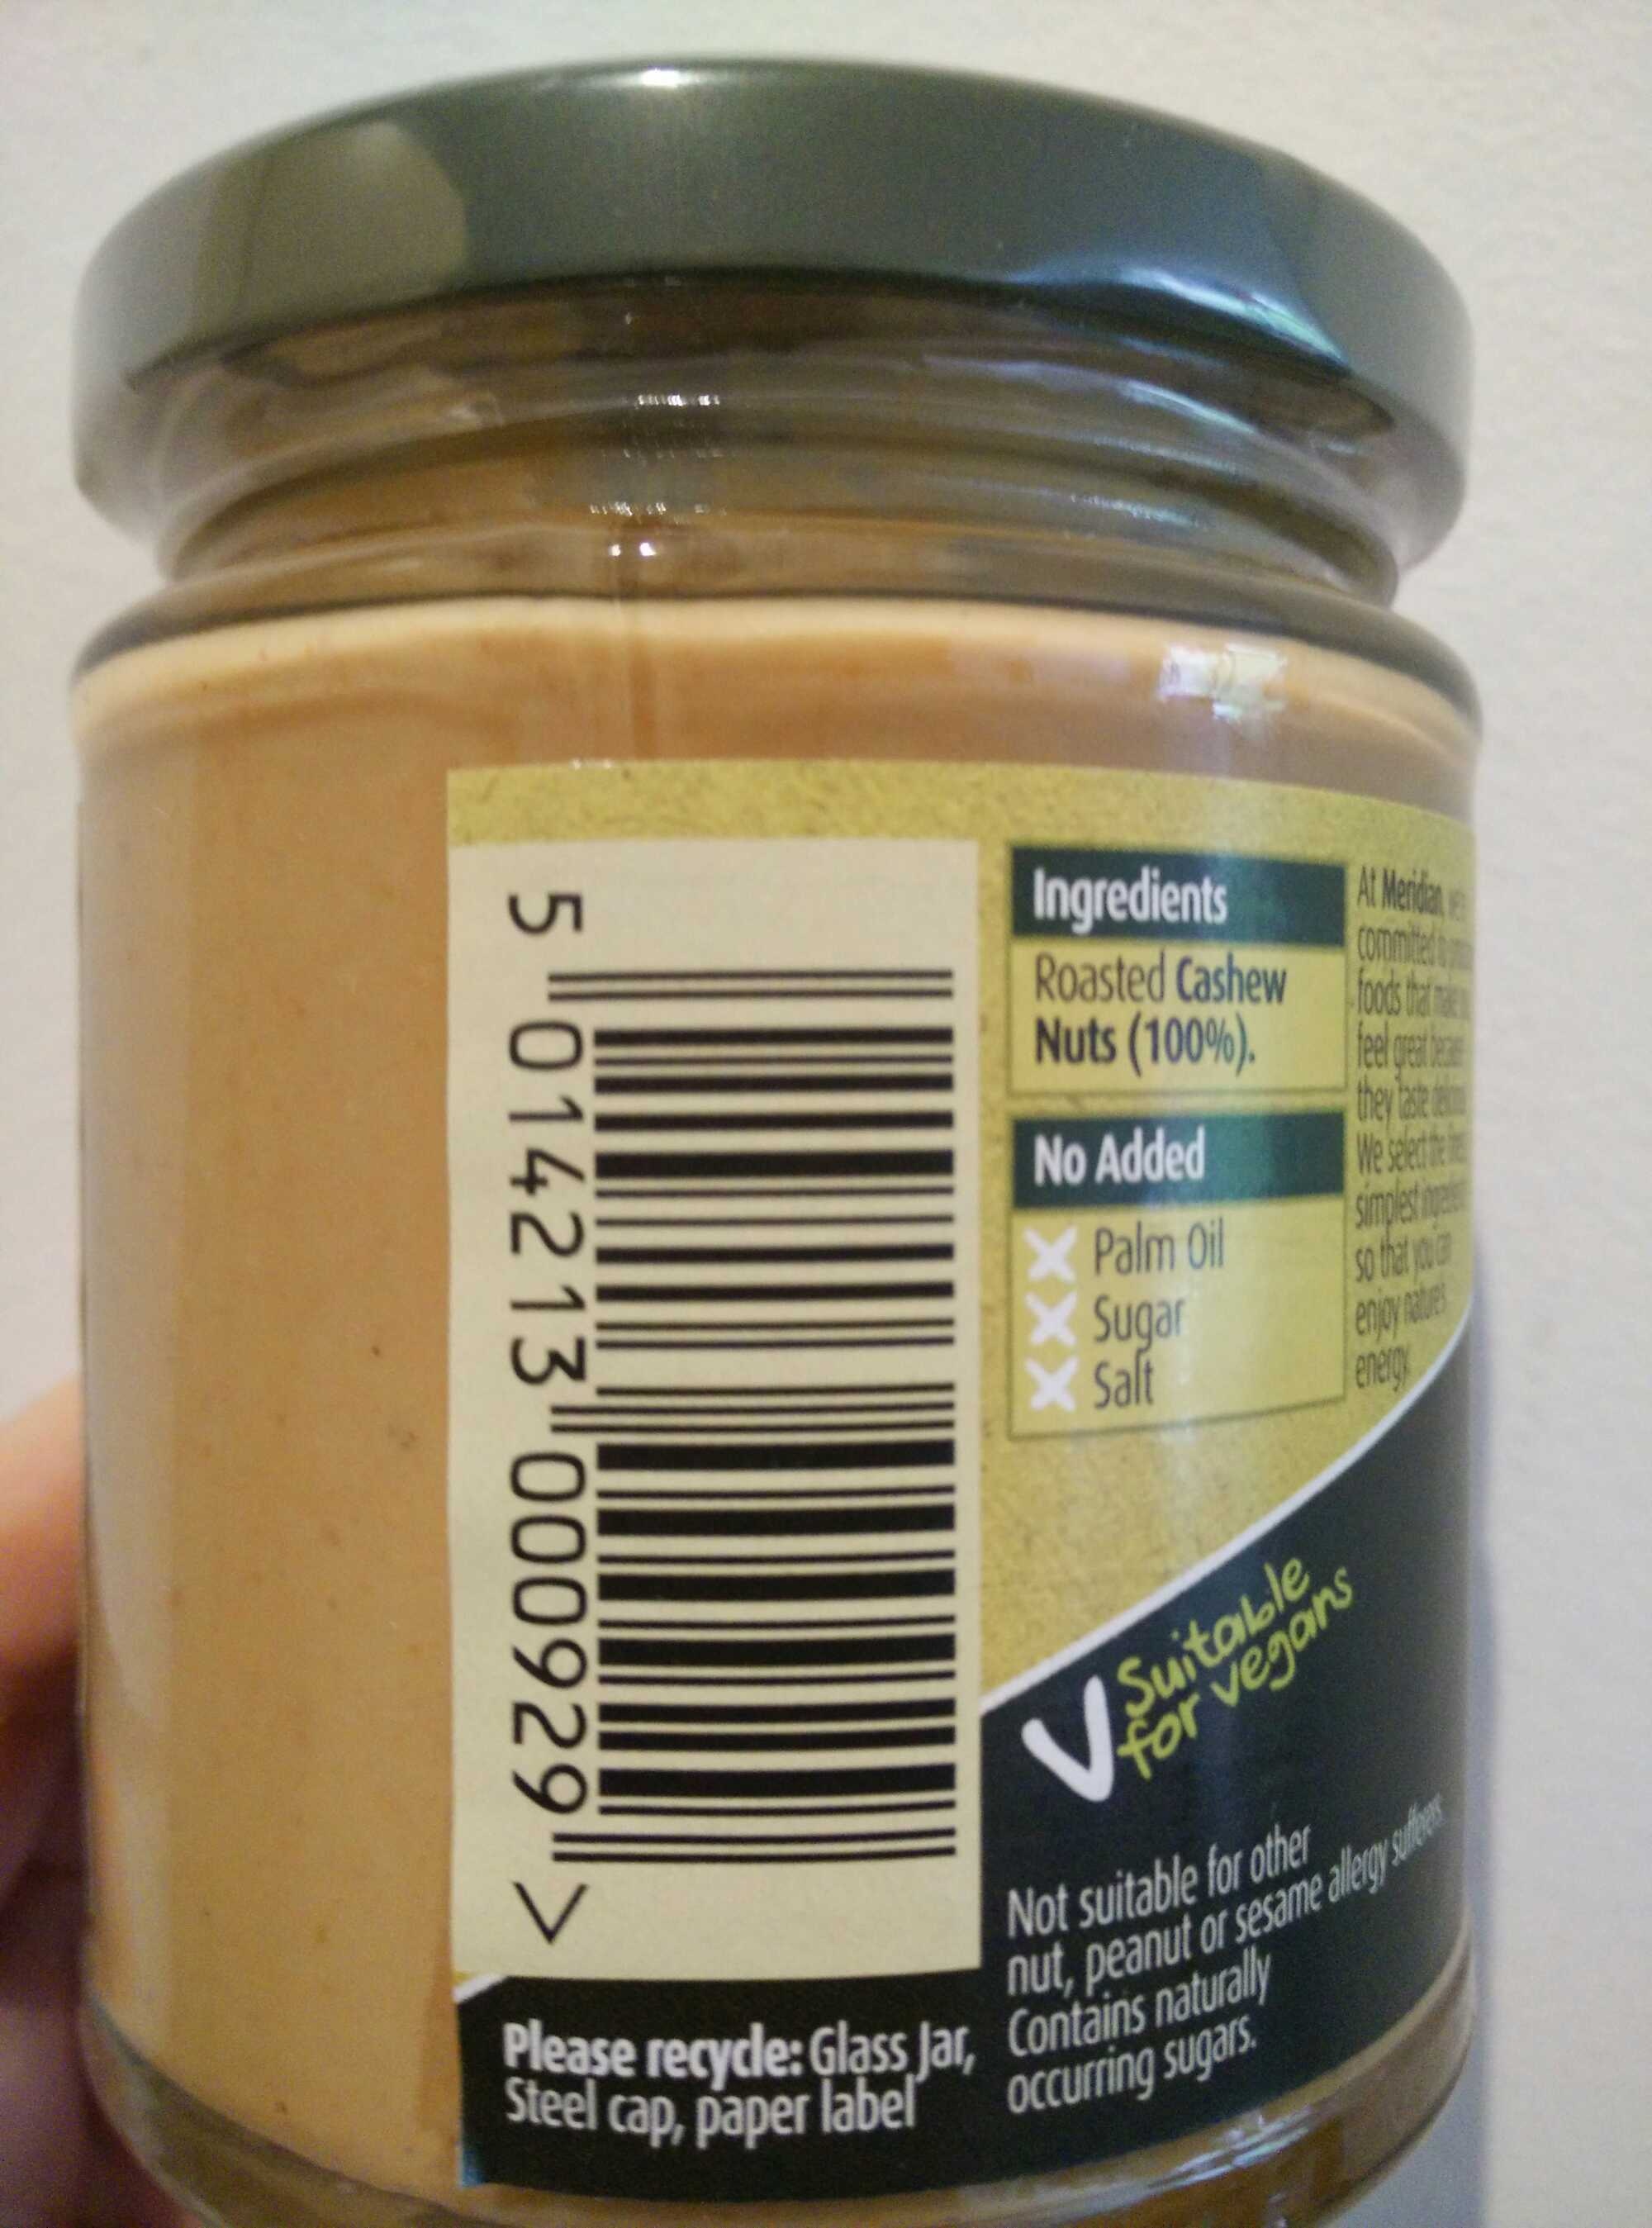 5 014213 000929 >
Ingredients
Roasted Cashew
Nuts (100%).
No Added
Palm Oil
Sugar
Salt
At Meridian,
committed to
foods that make
feel great
they taste
We select the
simplest
so that you can
enjoy nature's
energy.
V Suitable
for vegans
Not suitable for other
nut, peanut or sesame allergy sufferers.
Contains naturally
occurring sugars.
Please recycle: Glass Jar,
Steel cap, paper label